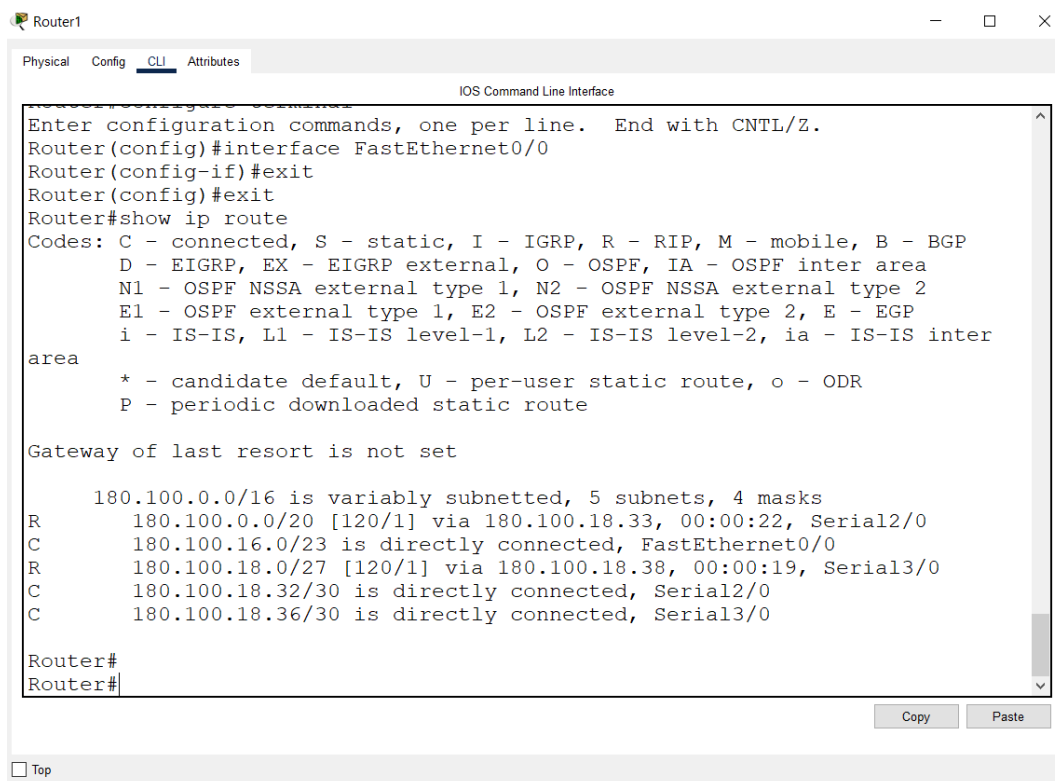 Router1
Physical Config CLI Attributes
IOS Command Line Interface
Router#configure terminal
Enter configuration commands, one per line.  End with CNTL/Z.
Router(config)#interface FastEthernet0/0
Router(config-if)#exit
Router(config)#exit
Router#show ip route
Codes: C - connected, S - static, I - IGRP, R - RIP, M - mobile, B - BGP
       D - EIGRP, EX - EIGRP external, O - OSPF, IA - OSPF inter area
       N1 - OSPF NSSA external type 1, N2 - OSPF NSSA external type 2
       E1 - OSPF external type 1, E2 - OSPF external type 2, E - EGP
       i - IS-IS, L1 - IS-IS level-1, L2 - IS-IS level-2, ia - IS-IS inter
area
       * - candidate default, U - per-user static route, o - ODR
       P - periodic downloaded static route
Gateway of last resort is not set
     180.100.0.0/16 is variably subnetted, 5 subnets, 4 masks
R       180.100.0.0/20 [120/1] via 180.100.18.33, 00:00:22, Serial2/0
C       180.100.16.0/23 is directly connected, FastEthernet0/0
R       180.100.18.0/27 [120/1] via 180.100.18.38, 00:00:19, Serial3/0
C       180.100.18.32/30 is directly connected, Serial2/0
C       180.100.18.36/30 is directly connected, Serial3/0
Router#
Router#
Copy Paste
Top